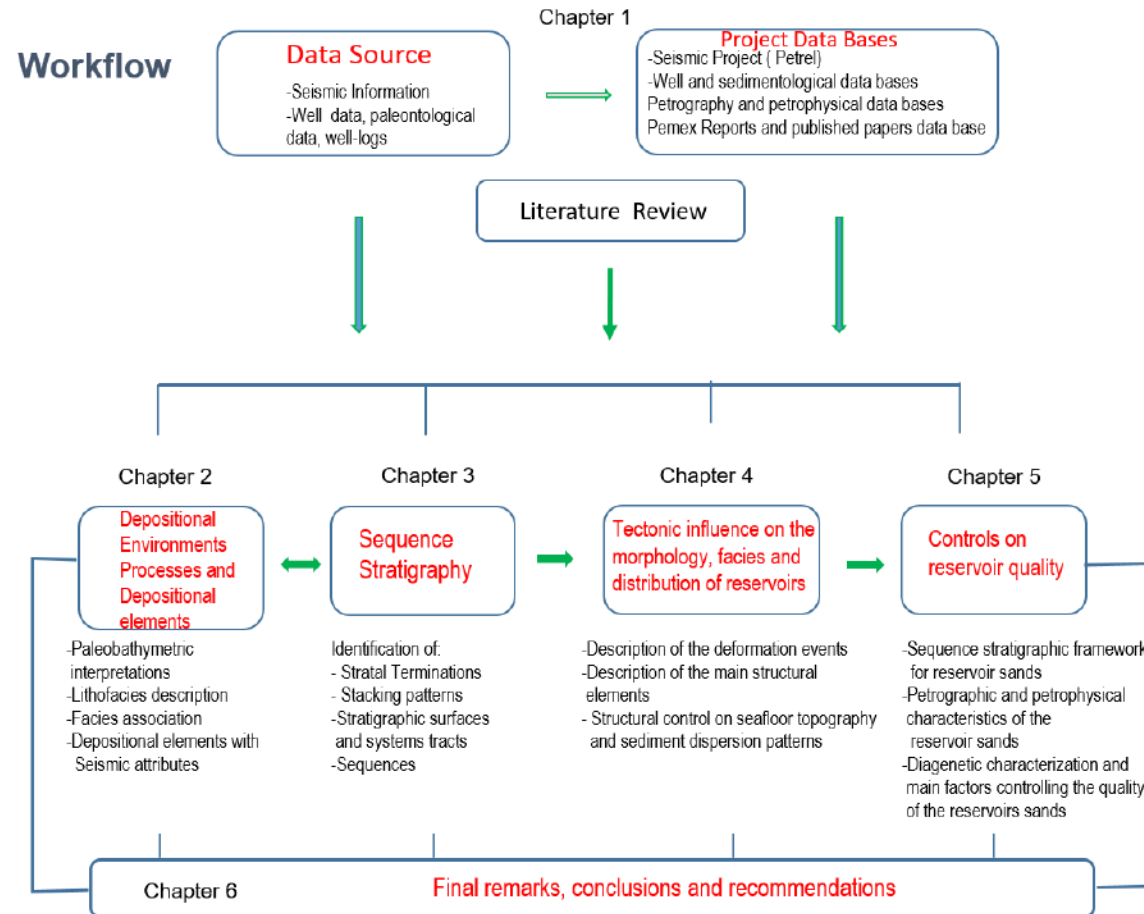 Chapter 1
Workflow
Data Source
-Seismic Information
-Well data, paleontological
data, well-logs
Project Data Bases
-Seismic Project ( Petrel)
-Well and sedimentological data bases
Petrography and petrophysical data bases
Pemex Reports and published papers data base
Literature Review
Chapter 2
Depositional
Environments
Processes and
Depositional
elements
-Paleobathymetric
interpretations
-Lithofacies description
-Facies association
-Depositional elements with
Seismic attributes
Chapter 3
Sequence
Stratigraphy
Identification of:
- Stratal Terminations
- Stacking patterns
-Stratigraphic surfaces
and systems tracts
-Sequences
Chapter 4
Tectonic influence on the
morphology, facies and
distribution of reservoirs
-Description of the deformation events
-Description of the main structural
elements
- Structural control on seafloor topography
and sediment dispersion patterns
Chapter 5
Controls on
reservoir quality
-Sequence stratigraphic framework
for reservoir sands
-Petrographic and petrophysical
characteristics of the
reservoir sands
-Diagenetic characterization and
main factors controlling the quality
of the reservoirs sands
Chapter 6
Final remarks, conclusions and recommendations